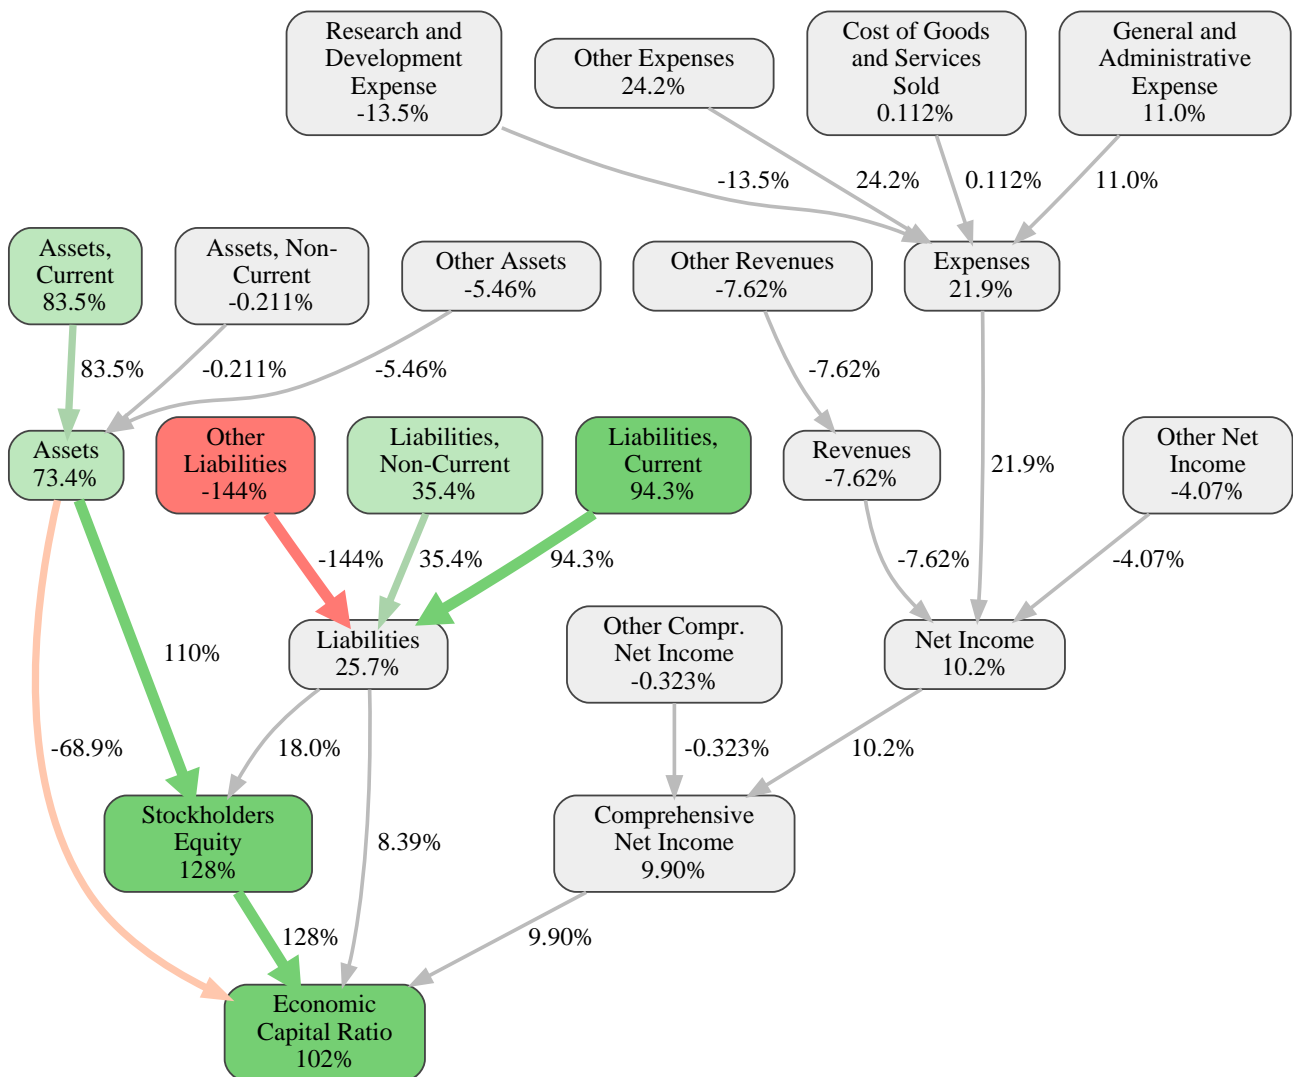 Research and
Development
Expense
-13.5%
Other Expenses
24.2%
Cost of Goods
and Services
Sold
0.112%
General and
Administrative
Expense
11.0%
-13.5%
24.2%
0.112%
11.0%
Assets,
Current
83.5%
Assets, Non-
Current
-0.211%
Other Assets
-5.46%
Other Revenues
-7.62%
Expenses
21.9%
83.5%
-0.211%
-5.46%
-7.62%
Assets
73.4%
Other
Liabilities
-144%
Liabilities,
Non-Current
35.4%
Liabilities,
Current
94.3%
Revenues
-7.62%
21.9%
Other Net
Income
-4.07%
-144%
35.4%
94.3%
-7.62%
-4.07%
110%
Liabilities
25.7%
Other Compr.
Net Income
-0.323%
Net Income
10.2%
-68.9%
18.0%
-0.323%
10.2%
Stockholders
Equity
128%
8.39%
Comprehensive
Net Income
9.90%
128%
9.90%
Economic
Capital Ratio
102%